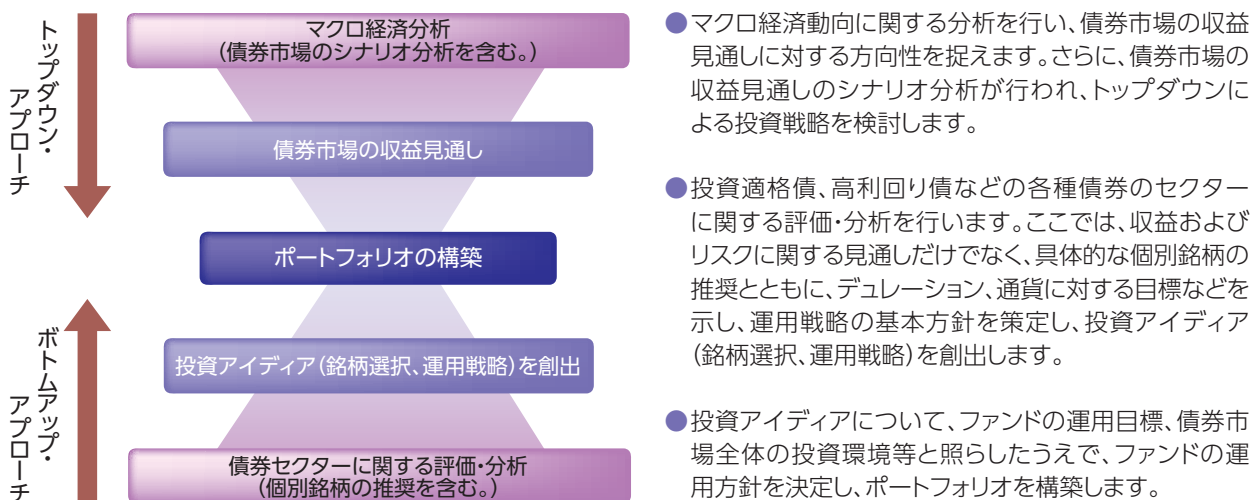 トップダウン・
アプローチ
マクロ経済分析
（債券市場のシナリオ分析を含む。）
債券市場の収益見通し
ポートフォリオの構築
投資アイディア（銘柄選択、運用戦略）を創出
債券セクターに関する評価・分析
（個別銘柄の推奨を含む。）
ボトムアップ・
アプローチ
●マクロ経済動向に関する分析を行い、債券市場の収益
見通しに対する方向性を捉えます。さらに、債券市場の
収益見通しのシナリオ分析が行われ、トップダウンに
よる投資戦略を検討します。
●投資適格債、高利回り債などの各種債券のセクター
に関する評価・分析を行います。ここでは、収益および
リスクに関する見通しだけでなく、具体的な個別銘柄の
推奨とともに、デュレーション、通貨に対する目標などを
示し、運用戦略の基本方針を策定し、投資アイディア
（銘柄選択、運用戦略）を創出します。
●投資アイディアについて、ファンドの運用目標、債券市
場全体の投資環境等と照らしたうえで、ファンドの運
用方針を決定し、ポートフォリオを構築します。